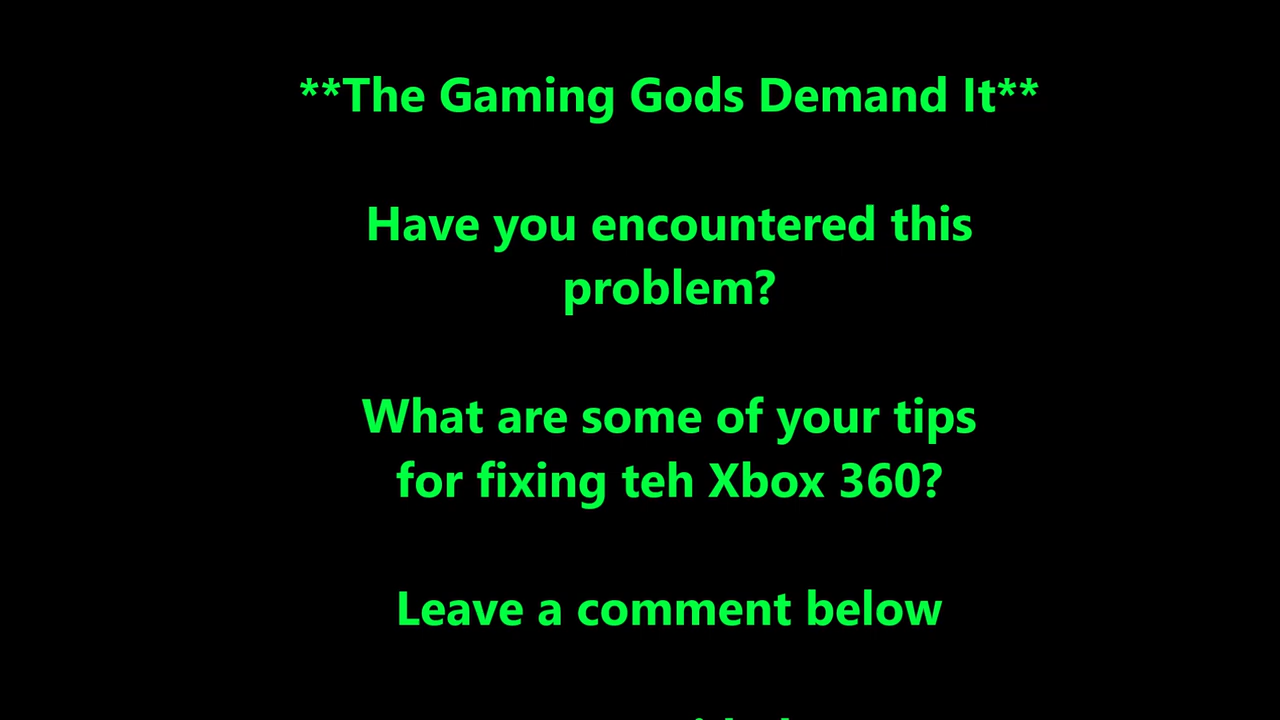 **The Gaming Gods Demand It**
Have you encountered this
problem?
What are some of your tips
for fixing teh Xbox 360?
Leave a comment below